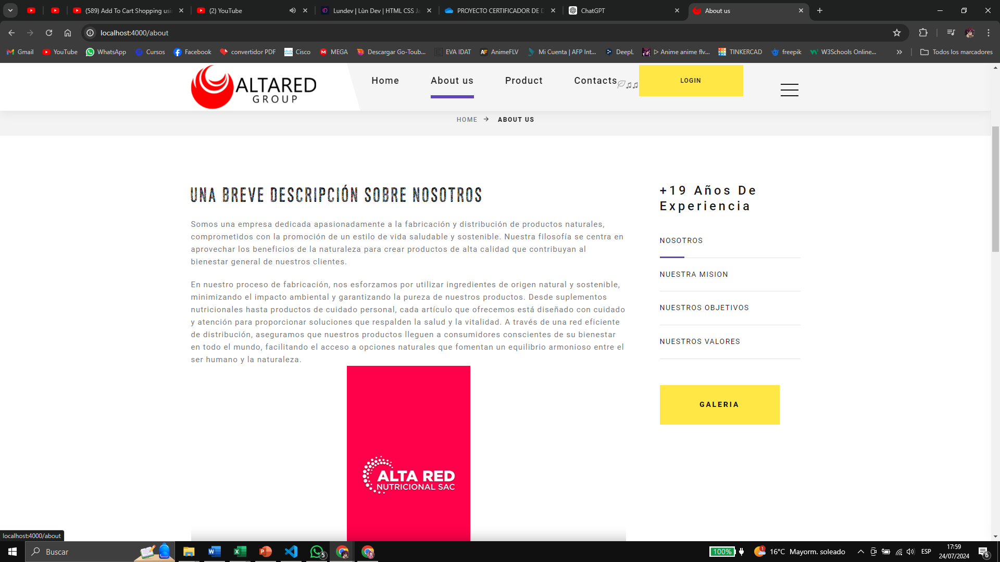 (589) Add To Cart Shopping usi
(2) YouTube
Lundev | Lùn Dev | HTML CSS Ja
PROYECTO CERTIFICADOR DE D
ChatGPT
About us
localhost:4000/about
Gmail
YouTube
WhatsApp
Cursos
Facebook
convertidor PDF
Cisco
MEGA
Descargar Go-Toub...
EVA IDAT
AnimeFLV
Mi Cuenta | AFP Int...
DeepL
▷ Anime anime flv...
TINKERCAD
freepik
W3Schools Online...
Todos los marcadores
ALTARED
GROUP
Home
About us
Product
Contacts
LOGIN
HOME → ABOUT US
UNA BREVE DESCRIPCIÓN SOBRE NOSOTROS
Somos una empresa dedicada apasionadamente a la fabricación y distribución de productos naturales,
comprometidos con la promoción de un estilo de vida saludable y sostenible. Nuestra filosofía se centra en
aprovechar los beneficios de la naturaleza para crear productos de alta calidad que contribuyan al
bienestar general de nuestros clientes.
En nuestro proceso de fabricación, nos esforzamos por utilizar ingredientes de origen natural y sostenible,
minimizando el impacto ambiental y garantizando la pureza de nuestros productos. Desde suplementos
nutricionales hasta productos de cuidado personal, cada artículo que ofrecemos está diseñado con cuidado
y atención para proporcionar soluciones que respalden la salud y la vitalidad. A través de una red eficiente
de distribución, aseguramos que nuestros productos lleguen a consumidores conscientes de su bienestar
en todo el mundo, facilitando el acceso a opciones naturales que fomentan un equilibrio armonioso entre el
ser humano y la naturaleza.
ALTA RED
NUTRICIONAL SAC
+19 Años De
Experiencia
NOSOTROS
NUESTRA MISION
NUESTROS OBJETIVOS
NUESTROS VALORES
GALERIA
localhost:4000/about
Buscar
5
100%
1
16°C Mayorm. soleado
ESP
17:59
24/07/2024
6